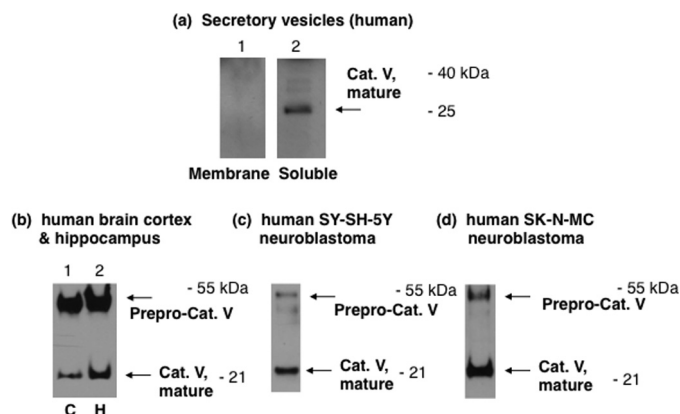 (a) Secretory vesicles (human)
1 2
Cat. V,
mature
- 40 kDa
- 25
Membrane Soluble
(b) human brain cortex
& hippocampus
1 2
- 55 kDa
Prepro-Cat. V
Cat. V,
mature
- 21
C H
(c) human SY-SH-5Y
neuroblastoma
- 55 kDa
Prepro-Cat. V
Cat. V,
mature
- 21
(d) human SK-N-MC
neuroblastoma
- 55 kDa
Prepro-Cat. V
Cat. V,
mature
- 21